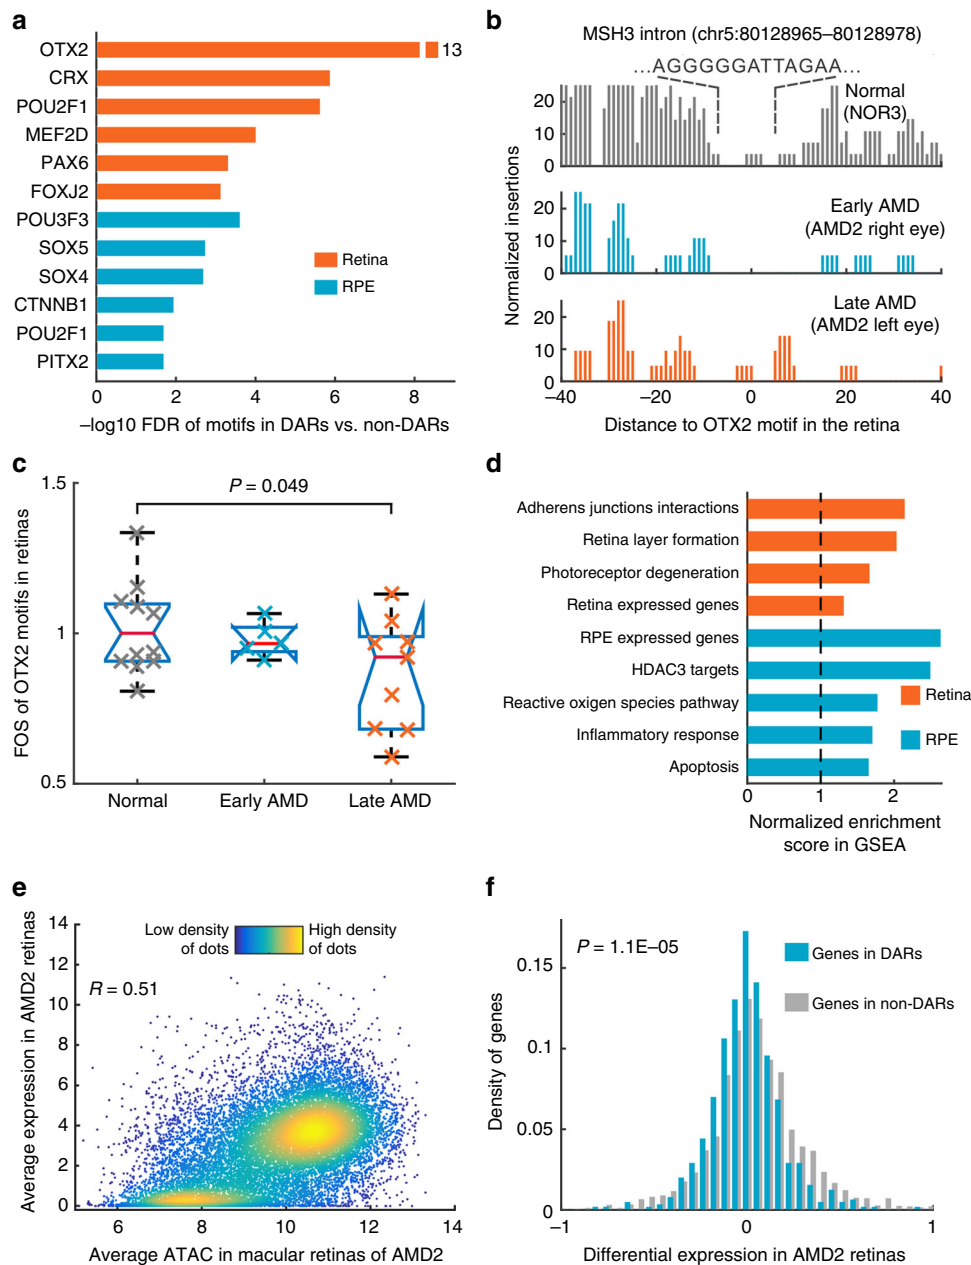 a
OTX2
CRX
POU2F1
MEF2D
PAX6
FOXJ2
POU3F3
SOX5
SOX4
CTNNB1
POU2F1
PITX2
13
Retina
RPE
0 2 4 6 8
–log10 FDR of motifs in DARs vs. non-DARs
b
MSH3 intron (chr5:80128965–80128978)
...AGGGGGATTAGAA...
Normal
(NOR3)
20
10
0
Early AMD
(AMD2 right eye)
20
10
0
Late AMD
(AMD2 left eye)
20
10
0
Normalized insertions
–40 –20 0 20 40
Distance to OTX2 motif in the retina
c
P = 0.049
1.5
1
0.5
FOS of OTX2 motifs in retinas
Normal Early AMD Late AMD
d
Adherens junctions interactions
Retina layer formation
Photoreceptor degeneration
Retina expressed genes
RPE expressed genes
HDAC3 targets
Reactive oxigen species pathway
Inflammatory response
Apoptosis
Retina
RPE
0 1 2
Normalized enrichment
score in GSEA
e
Low density
of dots
High density
of dots
R = 0.51
14
12
10
8
6
4
2
0
Average expression in AMD2 retinas
6 8 10 12 14
Average ATAC in macular retinas of AMD2
f
P = 1.1E–05
Genes in DARs
Genes in non-DARs
0.15
0.1
0.05
0
Density of genes
–1 0 1
Differential expression in AMD2 retinas